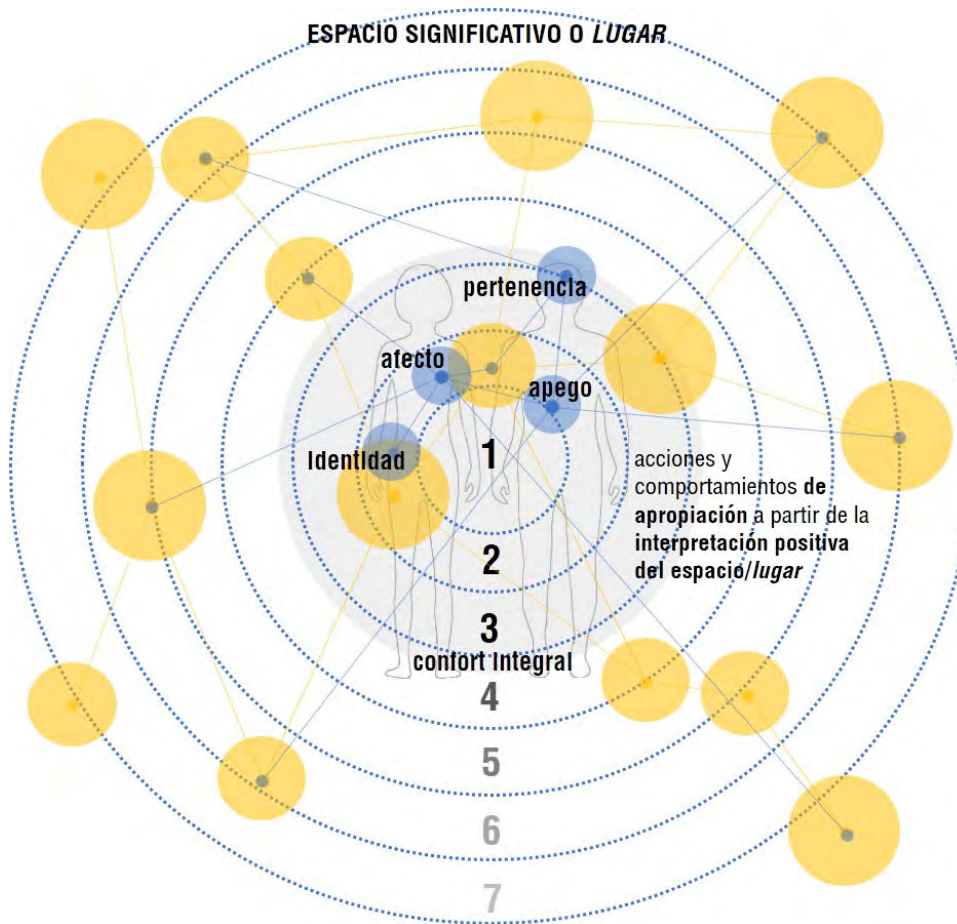 ESPACIO SIGNIFICATIVO O LUGAR
pertenencia
afecto
apego
Identidad
1
acciones y
comportamientos de
apropiación a partir de la
interpretación positiva
del espacio/lugar
2
3
confort Integral
4
5
6
7